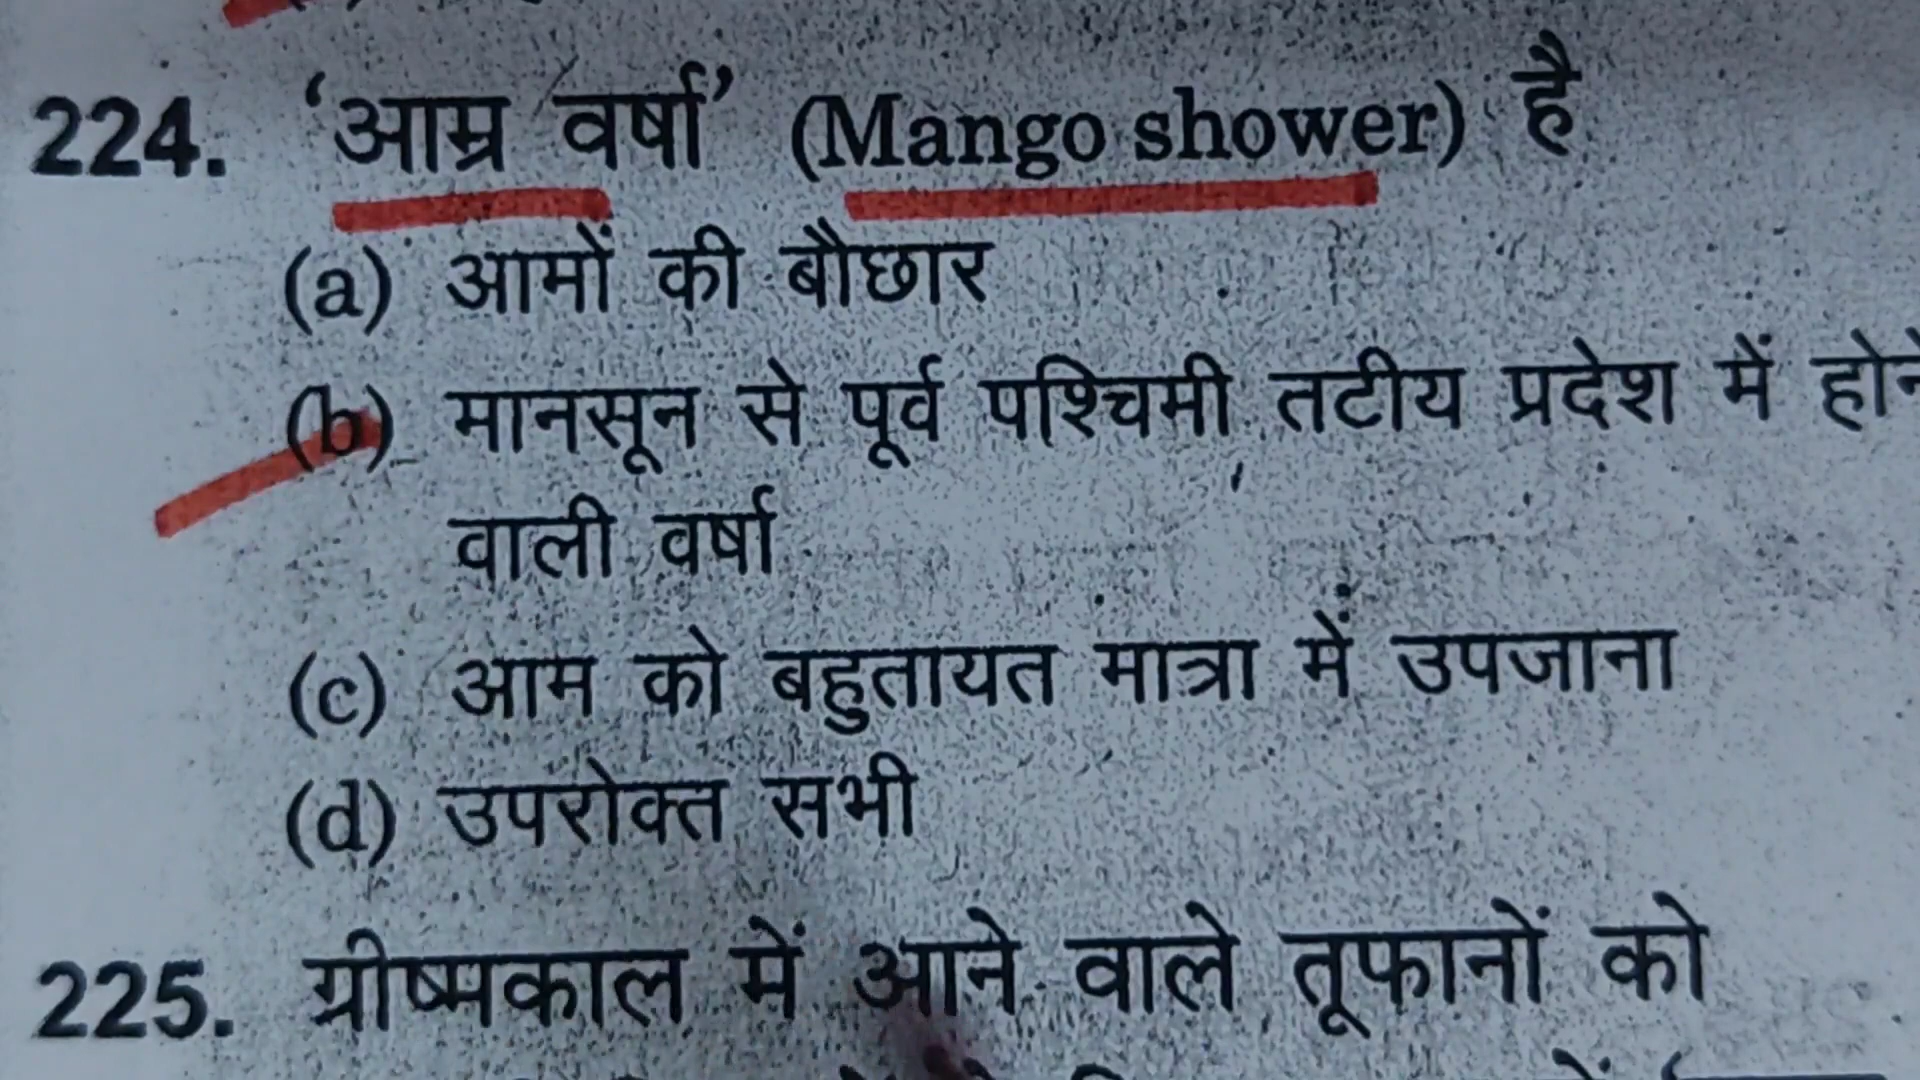 224. ‘आम्र वर्षा’ (Mango shower) है
(a) आमों की बौछार
(b) मानसून से पूर्व पश्चिमी तटीय प्रदेश में
वाली वर्षा
(c) आम को बहुतायत मात्रा में उपजाना
(d) उपरोक्त सभी
225. ग्रीष्मकाल में आने वाले तूफानों को